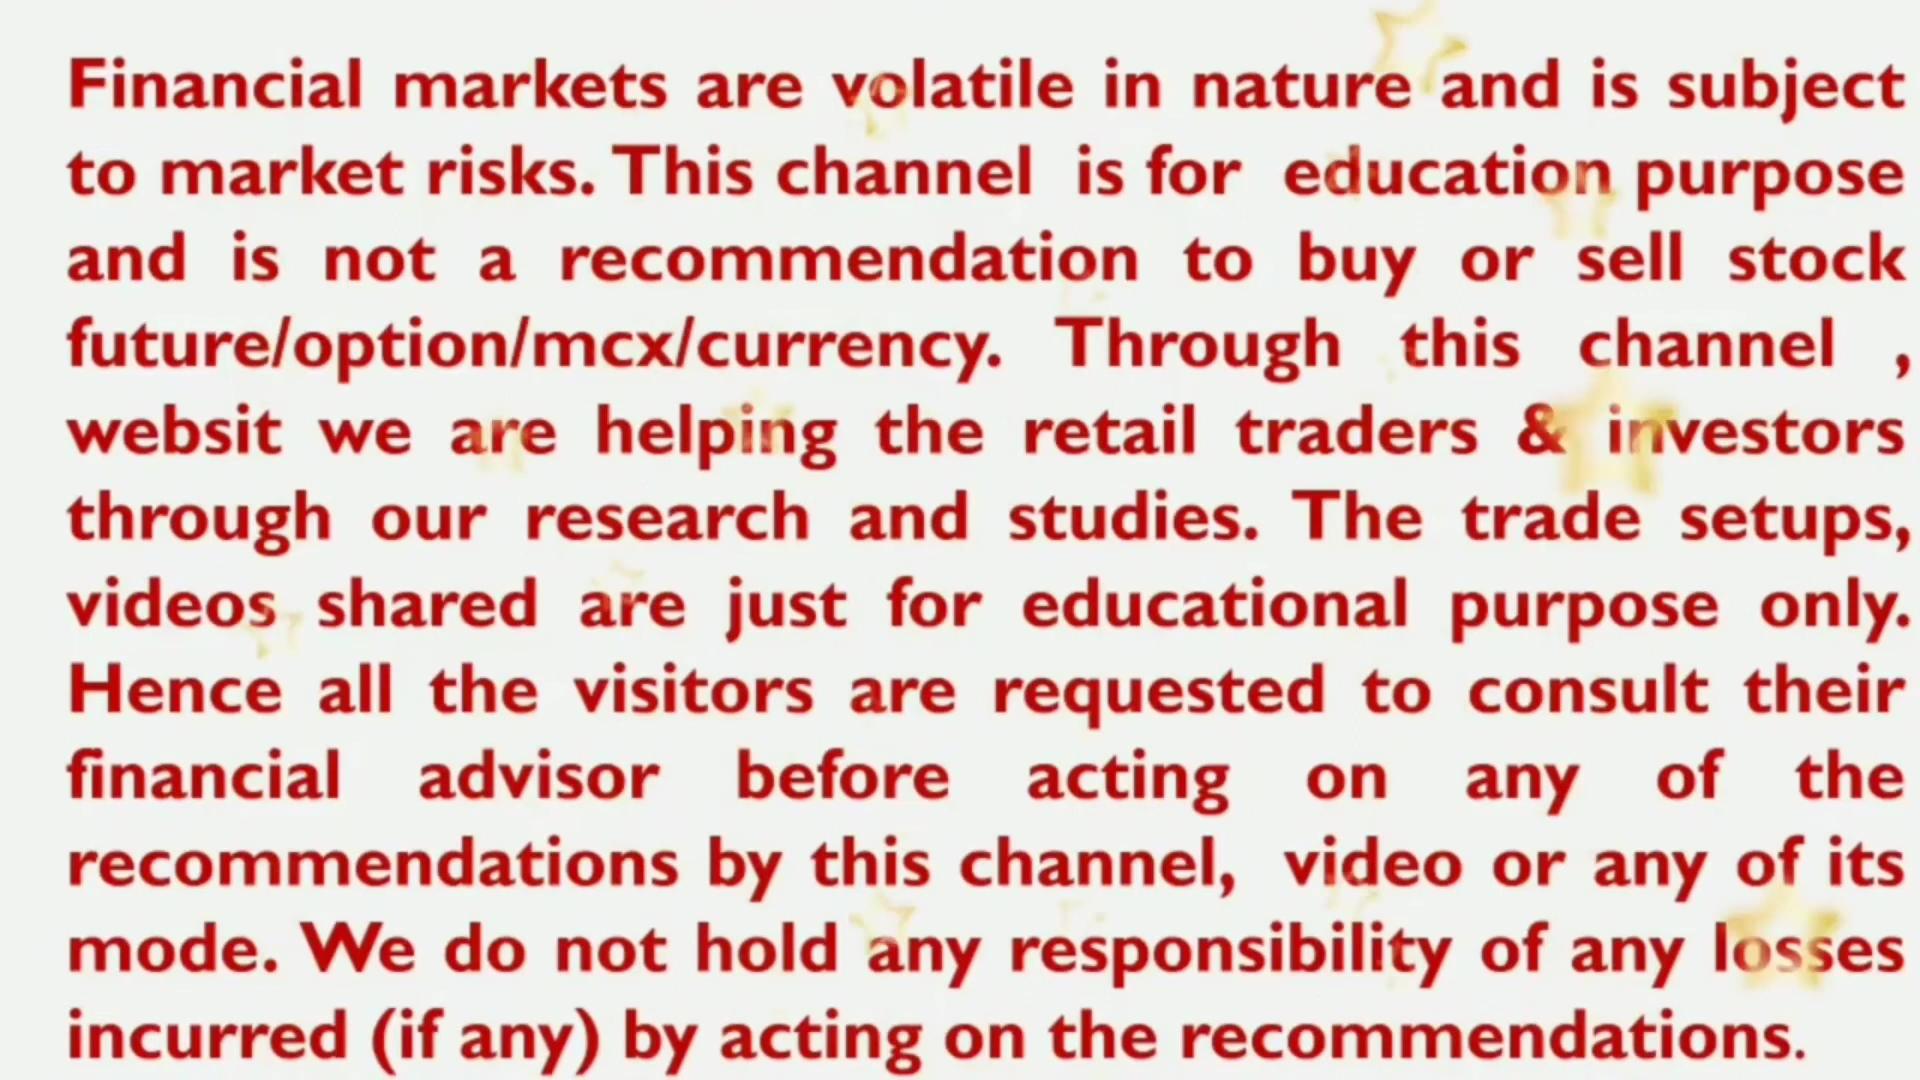 Financial markets are volatile in nature and is subject
to market risks. This channel is for education purpose
and is not a recommendation to buy or sell stock
future/option/mcx/currency. Through this channel ,
websit we are helping the retail traders & investors
through our research and studies. The trade setups,
videos shared are just for educational purpose only.
Hence all the visitors are requested to consult their
financial advisor before acting on any of the
recommendations by this channel, video or any of its
mode. We do not hold any responsibility of any losses
incurred (if any) by acting on the recommendations.